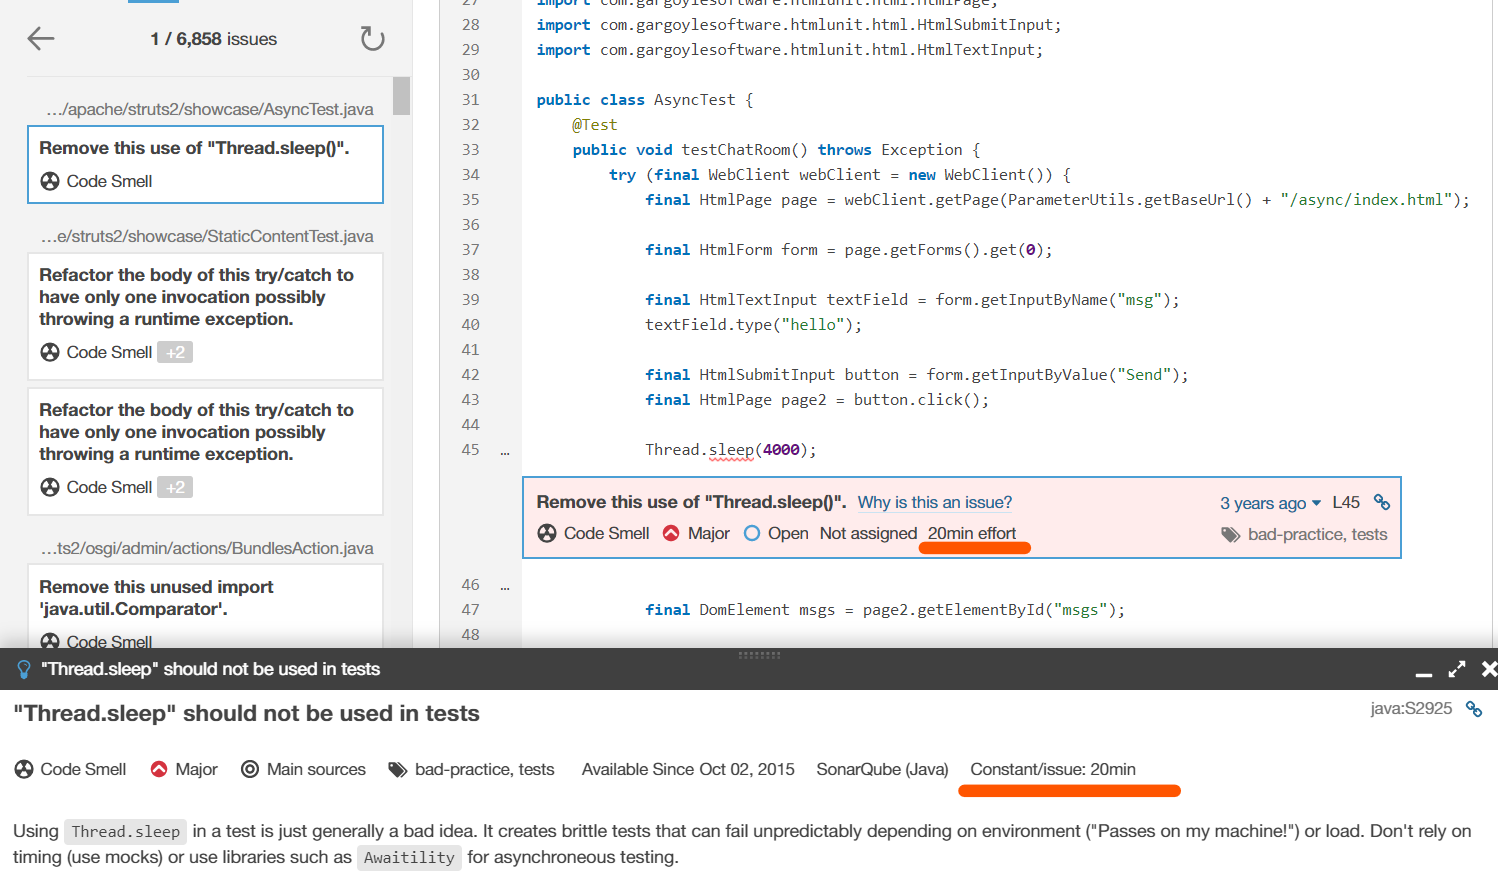 1 / 6,858 issues
.../apache/struts2/showcase/AsyncTest.java
Remove this use of "Thread.sleep()".
Code Smell
...e/struts2/showcase/StaticContentTest.java
Refactor the body of this try/catch to
have only one invocation possibly
throwing a runtime exception.
Code Smell +2
Refactor the body of this try/catch to
have only one invocation possibly
throwing a runtime exception.
Code Smell +2
...ts2/osgi/admin/actions/BundlesAction.java
Remove this unused import
'java.util.Comparator'.
Code Smell
27 import com.gargoylesoftware.htmlunit.html.HtmlPage;
28 import com.gargoylesoftware.htmlunit.html.HtmlSubmitInput;
29 import com.gargoylesoftware.htmlunit.html.HtmlTextInput;
30
31 public class AsyncTest {
32 @Test
33 public void testChatRoom() throws Exception {
34 try (final WebClient webClient = new WebClient()) {
35 final HtmlPage page = webClient.getPage(ParameterUtils.getBaseUrl() + "/async/index.html");
36
37 final HtmlForm form = page.getForms().get(0);
38
39 final HtmlTextInput textField = form.getInputByName("msg");
40 textField.type("hello");
41
42 final HtmlSubmitInput button = form.getInputByValue("Send");
43 final HtmlPage page2 = button.click();
44
45 ... Thread.sleep(4000);
Remove this use of "Thread.sleep()". Why is this an issue? 3 years ago L45
Code Smell Major Open Not assigned 20min effort bad-practice, tests
46 ...
47 final DomElement msgs = page2.getElementById("msgs");
48
"Thread.sleep" should not be used in tests
"Thread.sleep" should not be used in tests java:S2925
Code Smell Major Main sources bad-practice, tests Available Since Oct 02, 2015 SonarQube (Java) Constant/issue: 20min
Using Thread.sleep in a test is just generally a bad idea. It creates brittle tests that can fail unpredictably depending on environment ("Passes on my machine!") or load. Don't rely on
timing (use mocks) or use libraries such as Awaitility for asynchroneous testing.